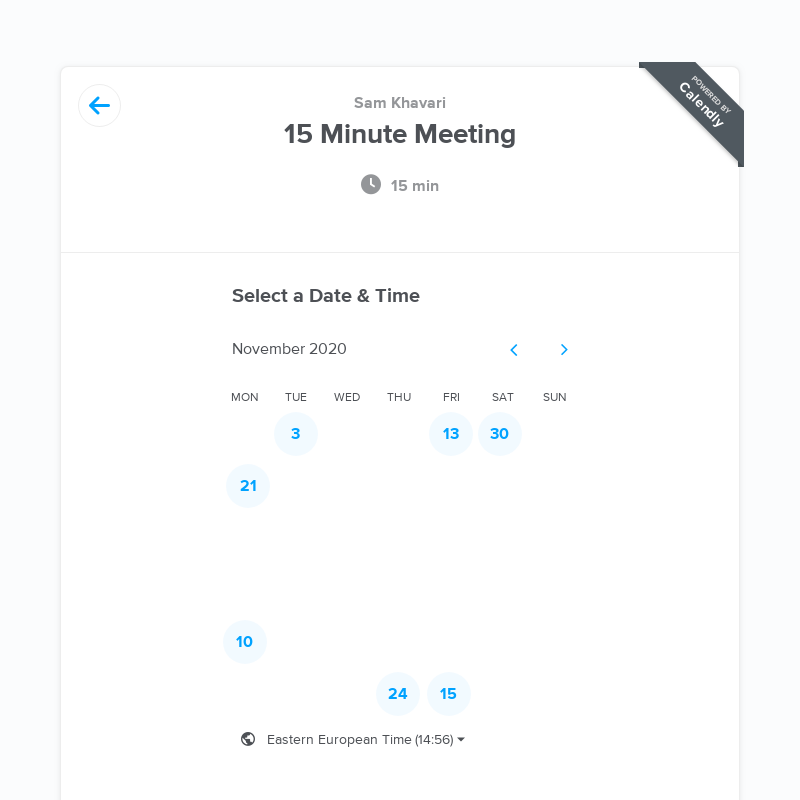 POWERED BY
Calendly
Sam Khavari
15 Minute Meeting
15 min
Select a Date & Time
November 2020
MON TUE WED THU FRI SAT SUN
3 13 30
21
10
24 15
Eastern European Time (14:56)